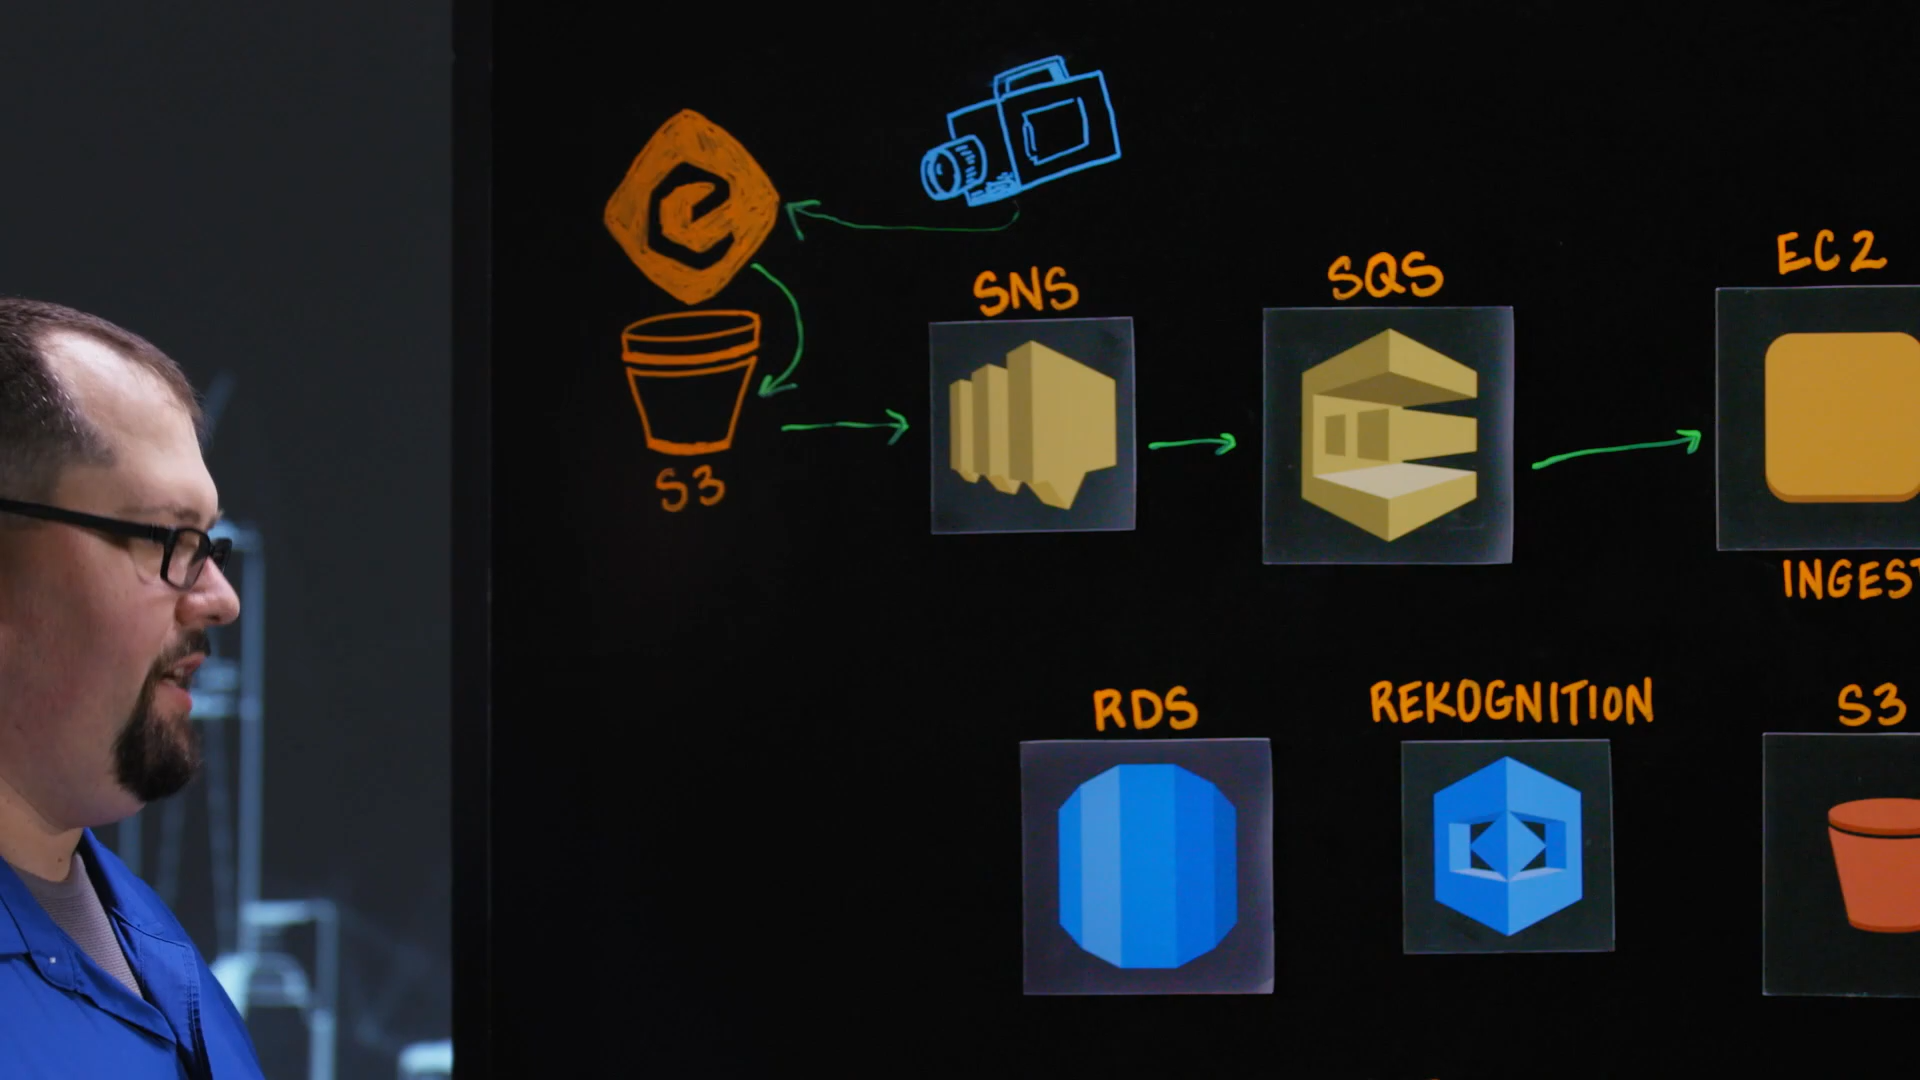 e
S3
SNS
SQS
EC2
INGEST
RDS
REKOGNITION
S3